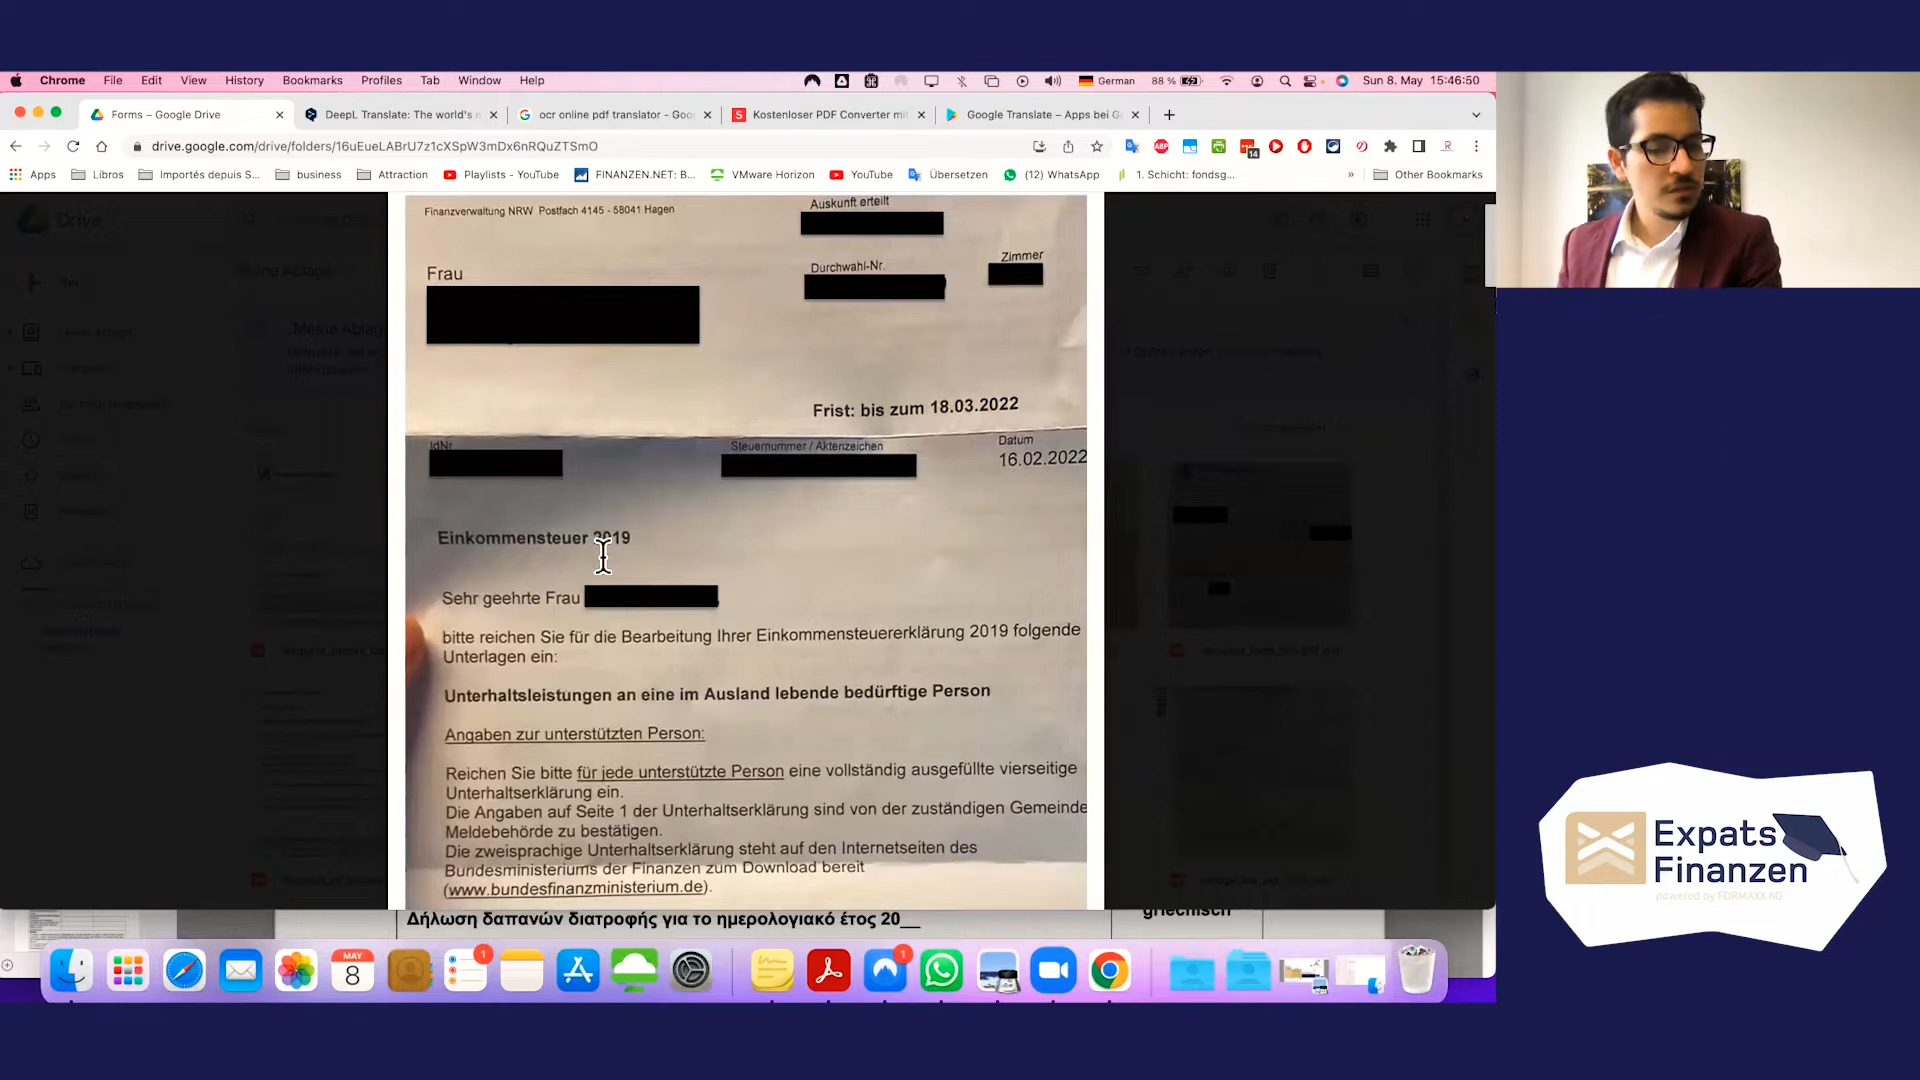 Chrome File Edit View History Bookmarks Profiles Tab Window Help
German 88 % Sun 8. May 15:46:50
Forms – Google Drive
DeepL Translate: The world's
ocr online pdf translator - Goo
Kostenloser PDF Converter mi
Google Translate – Apps bei G
drive.google.com/drive/folders/16uEueLABrU7z1cXSpW3mDx6nRQuZTSmO
Apps Libros Importés depuis S... business Attraction Playlists - YouTube FINANZEN.NET: B... VMware Horizon YouTube Übersetzen (12) WhatsApp 1. Schicht: fondsg... » Other Bookmarks
Drive
Finanzverwaltung NRW Postfach 4145 - 58041 Hagen
Auskunft erteilt
Frau
Durchwahl-Nr.
Zimmer
Frist: bis zum 18.03.2022
IdNr
Steuernummer / Aktenzeichen
Datum
16.02.2022
Einkommensteuer 2019
Sehr geehrte Frau
bitte reichen Sie für die Bearbeitung Ihrer Einkommensteuererklärung 2019 folgende
Unterlagen ein:
Unterhaltsleistungen an eine im Ausland lebende bedürftige Person
Angaben zur unterstützten Person:
Reichen Sie bitte für jede unterstützte Person eine vollständig ausgefüllte vierseitige
Unterhaltserklärung ein.
Die Angaben auf Seite 1 der Unterhaltserklärung sind von der zuständigen Gemeinde
Meldebehörde zu bestätigen.
Die zweisprachige Unterhaltserklärung steht auf den Internetseiten des
Bundesministeriums der Finanzen zum Download bereit
(www.bundesfinanzministerium.de).
Δήλωση δαπανών διατροφής για το ημερολογιακό έτος 20__
griechisch
MAY
8
1
1
Expats
Finanzen
powered by FORMAXX AG